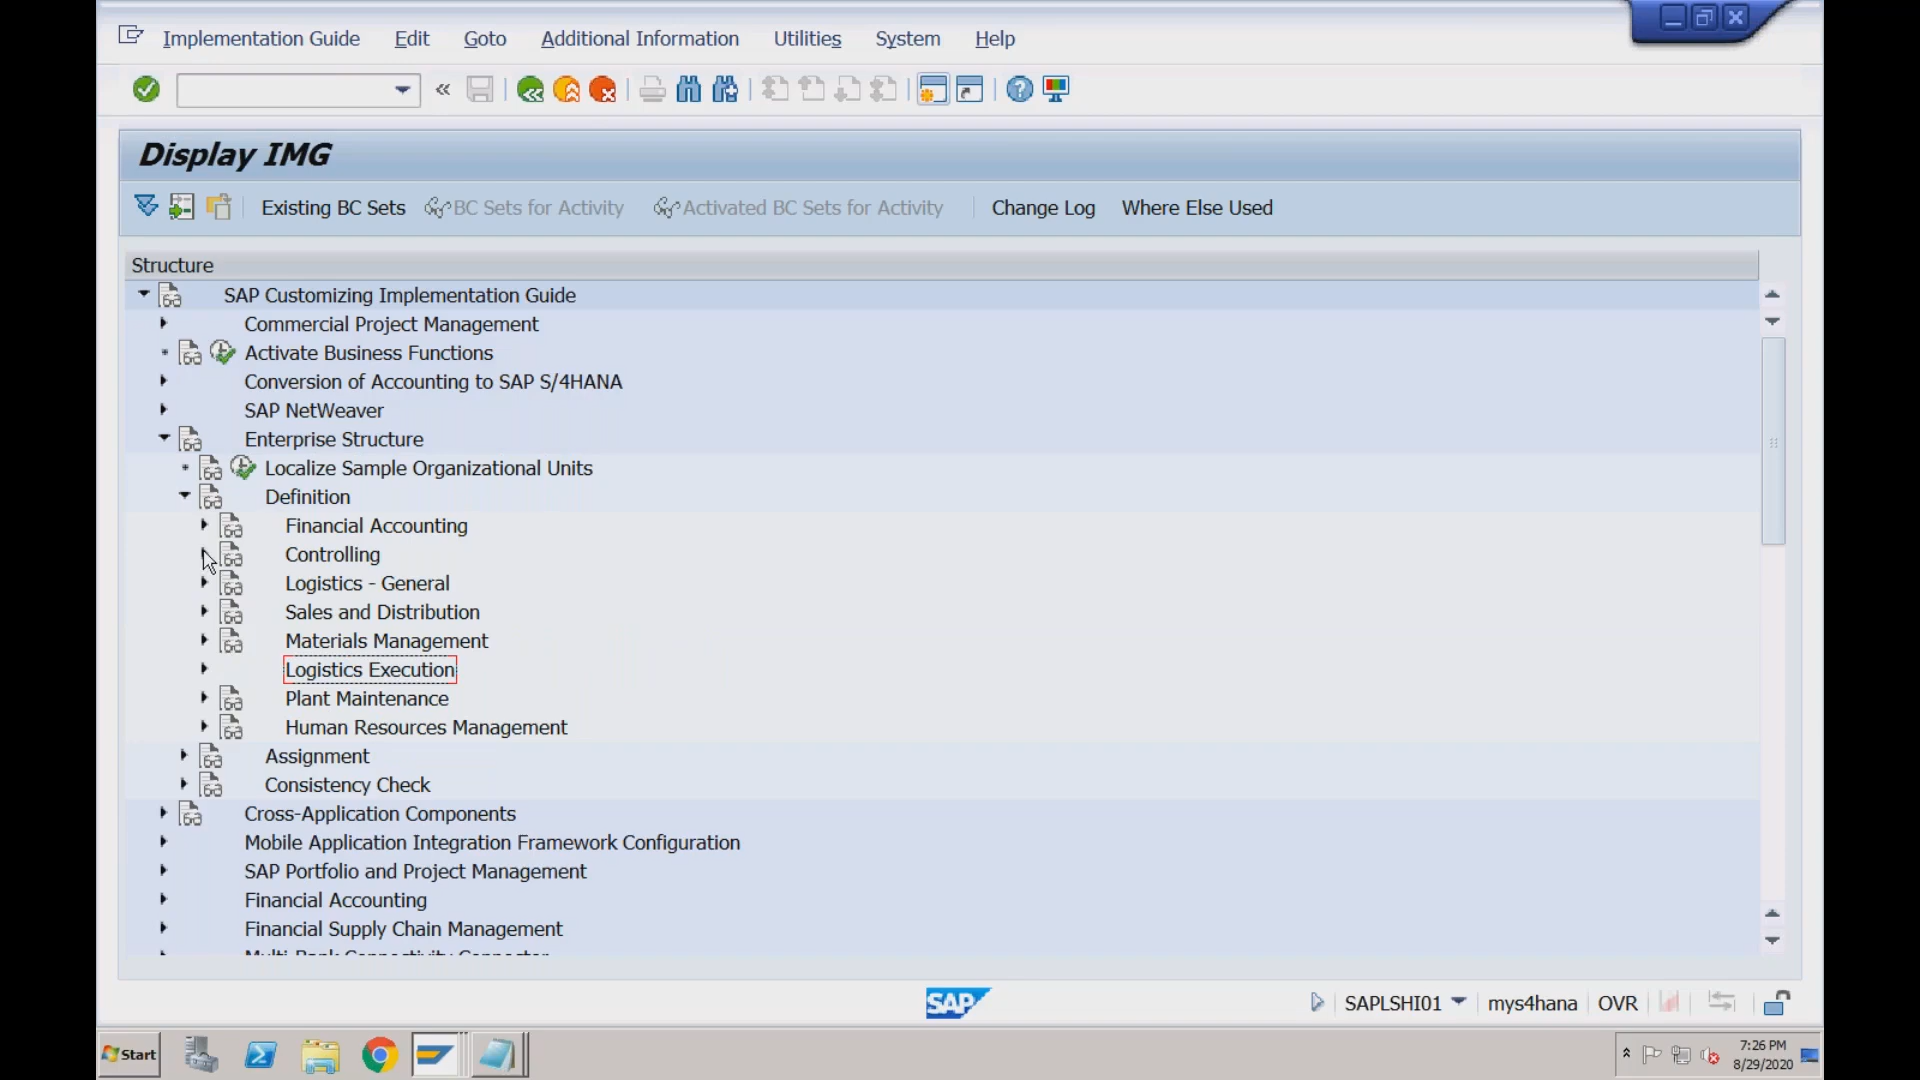 Implementation Guide Edit Goto Additional Information Utilities System Help
Display IMG
Existing BC Sets BC Sets for Activity Activated BC Sets for Activity Change Log Where Else Used
Structure
SAP Customizing Implementation Guide
Commercial Project Management
Activate Business Functions
Conversion of Accounting to SAP S/4HANA
SAP NetWeaver
Enterprise Structure
Localize Sample Organizational Units
Definition
Financial Accounting
Controlling
Logistics - General
Sales and Distribution
Materials Management
Logistics Execution
Plant Maintenance
Human Resources Management
Assignment
Consistency Check
Cross-Application Components
Mobile Application Integration Framework Configuration
SAP Portfolio and Project Management
Financial Accounting
Financial Supply Chain Management
Multi-Bank Connectivity Connector
SAP SAPLSHI01 mys4hana OVR
Start 7:26 PM
8/29/2020